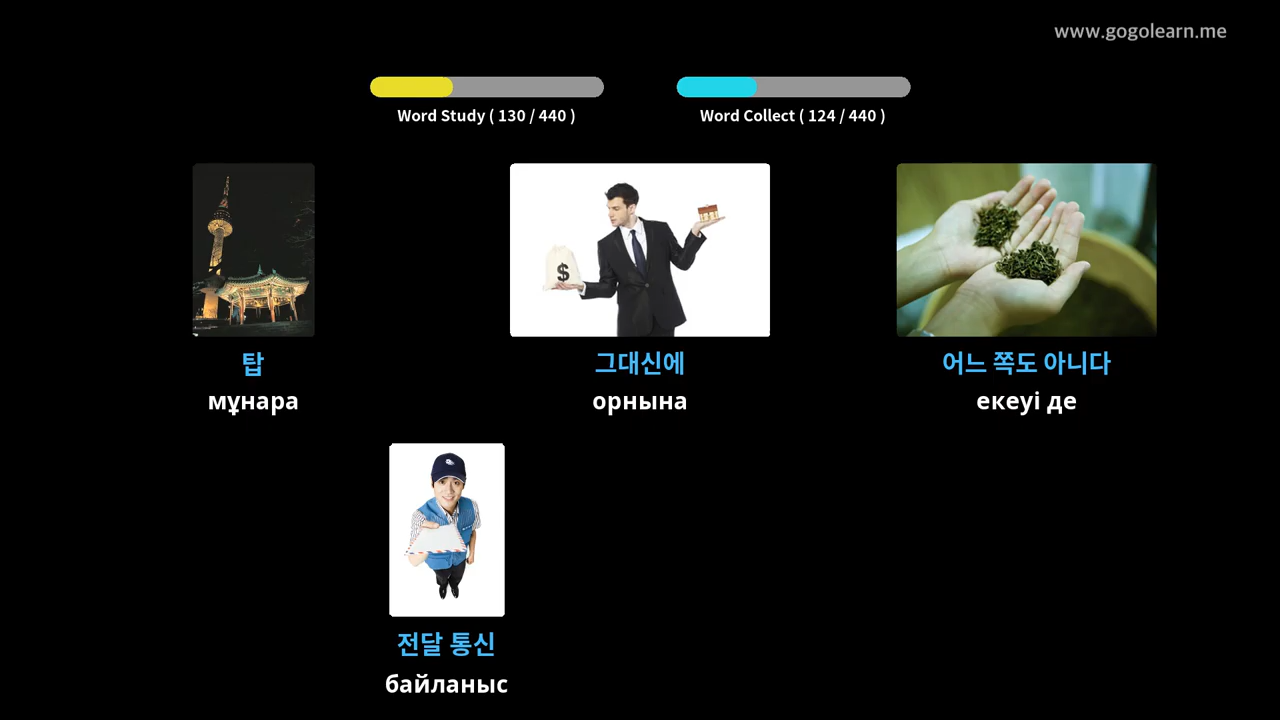 www.gogolearn.me
Word Study ( 130 / 440 )
Word Collect ( 124 / 440 )
탑
мұнара
그대신에
орнына
어느 쪽도 아니다
екеуі де
$
전달 통신
байланыс